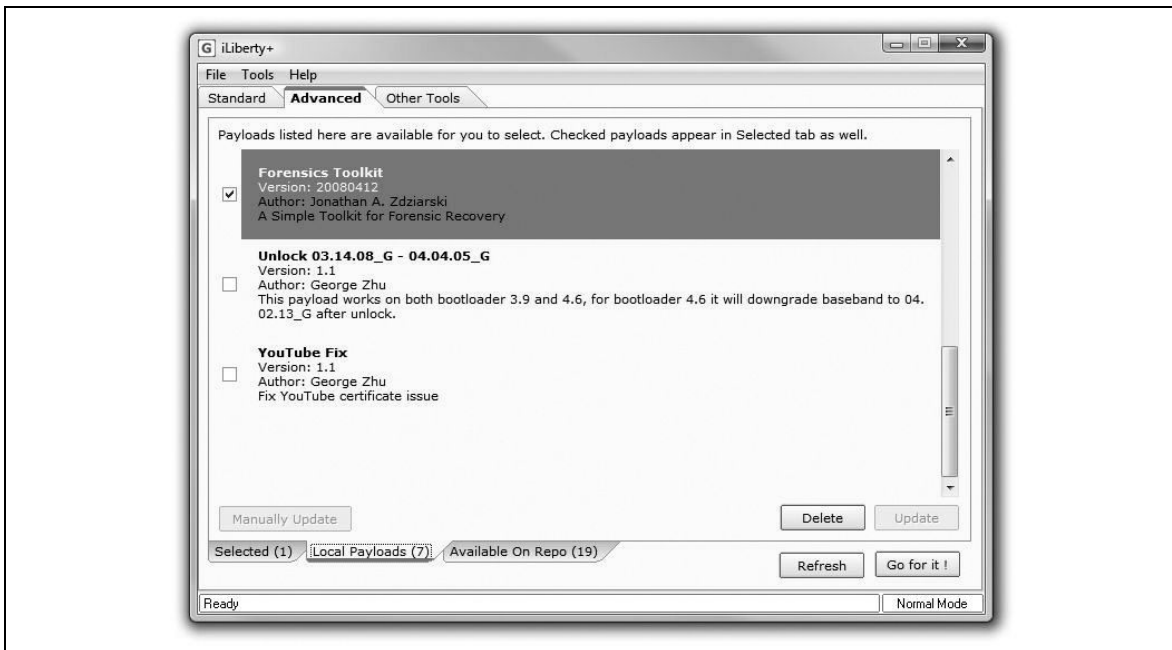 G iLiberty+
File Tools Help
Standard Advanced Other Tools
Payloads listed here are available for you to select. Checked payloads appear in Selected tab as well.
Forensics Toolkit
Version: 20080412
Author: Jonathan A. Zdziarski
A Simple Toolkit for Forensic Recovery
Unlock 03.14.08_G - 04.04.05_G
Version: 1.1
Author: George Zhu
This payload works on both bootloader 3.9 and 4.6, for bootloader 4.6 it will downgrade baseband to 04.
02.13_G after unlock.
YouTube Fix
Version: 1.1
Author: George Zhu
Fix YouTube certificate issue
Manually Update Delete Update
Selected (1) Local Payloads (7) Available On Repo (19)
Refresh Go for it !
Ready Normal Mode